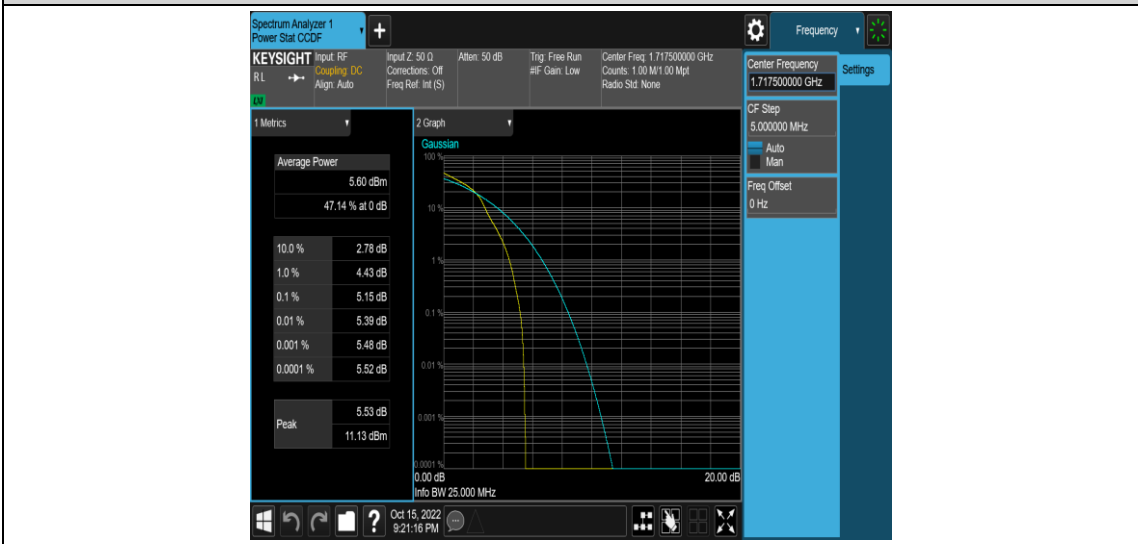 Spectrum Analyzer 1
Power Stat CCDF
+
Frequency
KEYSIGHT
RL
Input: RF
Coupling: DC
Align: Auto
Input Z: 50 Ω
Corrections: Off
Freq Ref: Int (S)
Atten: 50 dB
Trig: Free Run
#IF Gain: Low
Center Freq: 1.717500000 GHz
Counts: 1.00 M/1.00 Mpt
Radio Std: None
Center Frequency
1.717500000 GHz
Settings
CF Step
5.000000 MHz
Auto
Man
Freq Offset
0 Hz
1 Metrics
Average Power
5.60 dBm
47.14 % at 0 dB
10.0 % 2.78 dB
1.0 % 4.43 dB
0.1 % 5.15 dB
0.01 % 5.39 dB
0.001 % 5.48 dB
0.0001 % 5.52 dB
Peak
5.53 dB
11.13 dBm
2 Graph
Gaussian
100 %
10 %
1 %
0.1 %
0.01 %
0.001 %
0.0001 %
0.00 dB
20.00 dB
Info BW 25.000 MHz
?
Oct 15, 2022
9:21:16 PM